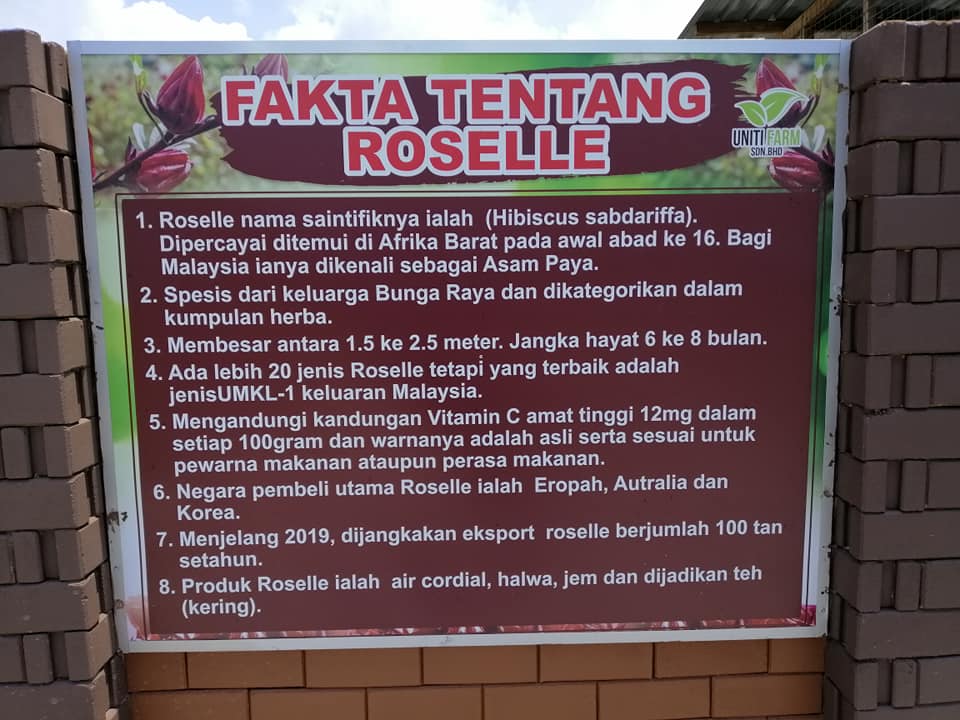 FAKTA TENTANG
ROSELLE
UNITI FARM
SDN.BHD
1. Roselle nama saintifiknya ialah (Hibiscus sabdariffa).
Dipercayai ditemui di Afrika Barat pada awal abad ke 16. Bagi
Malaysia ianya dikenali sebagai Asam Paya.
2. Spesis dari keluarga Bunga Raya dan dikategorikan dalam
kumpulan herba.
3. Membesar antara 1.5 ke 2.5 meter. Jangka hayat 6 ke 8 bulan.
4. Ada lebih 20 jenis Roselle tetapi yang terbaik adalah
jenisUMKL-1 keluaran Malaysia.
5. Mengandungi kandungan Vitamin C amat tinggi 12mg dalam
setiap 100gram dan warnanya adalah asli serta sesuai untuk
pewarna makanan ataupun perasa makanan.
6. Negara pembeli utama Roselle ialah Eropah, Autralia dan
Korea.
7. Menjelang 2019, dijangkakan eksport roselle berjumlah 100 tan
setahun.
8. Produk Roselle ialah air cordial, halwa, jem dan dijadikan teh
(kering).